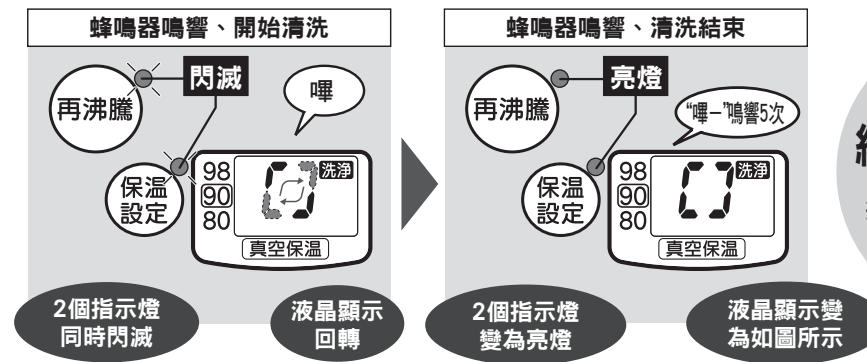 蜂鳴器鳴響、開始清洗
再沸騰
閃滅
嗶
保溫
設定
98
90
80
洗淨
真空保溫
2個指示燈
同時閃滅
液晶顯示
回轉
蜂鳴器鳴響、清洗結束
再沸騰
亮燈
“嗶－”鳴響5次
保溫
設定
98
90
80
洗淨
真空保溫
2個指示燈
變為亮燈
液晶顯示變
為如圖所示